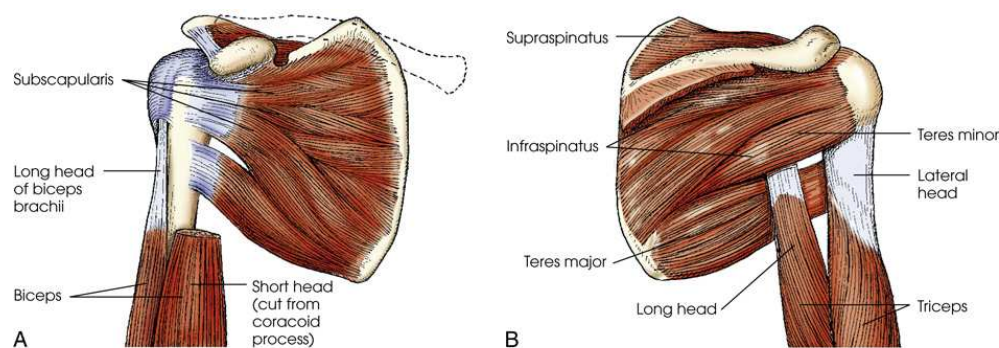 Subscapularis
Long head
of biceps
brachii
Biceps
Short head
(cut from
coracoid
process)
A
Supraspinatus
Infraspinatus
Teres minor
Lateral
head
Teres major
Long head
Triceps
B